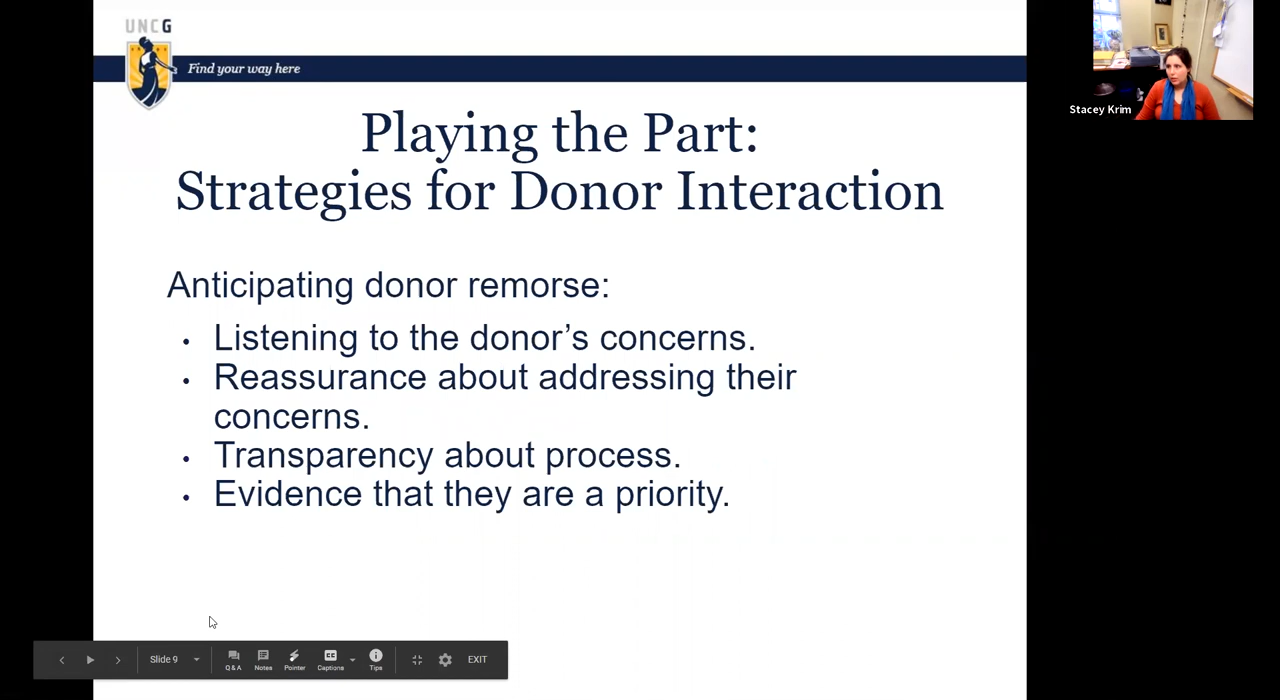 UNCG
Find your way here
Stacey Krim
Playing the Part:
Strategies for Donor Interaction
Anticipating donor remorse:
• Listening to the donor’s concerns.
• Reassurance about addressing their
concerns.
• Transparency about process.
• Evidence that they are a priority.
Slide 9
Q&A
Notes
Pointer
Captions
Tips
EXIT